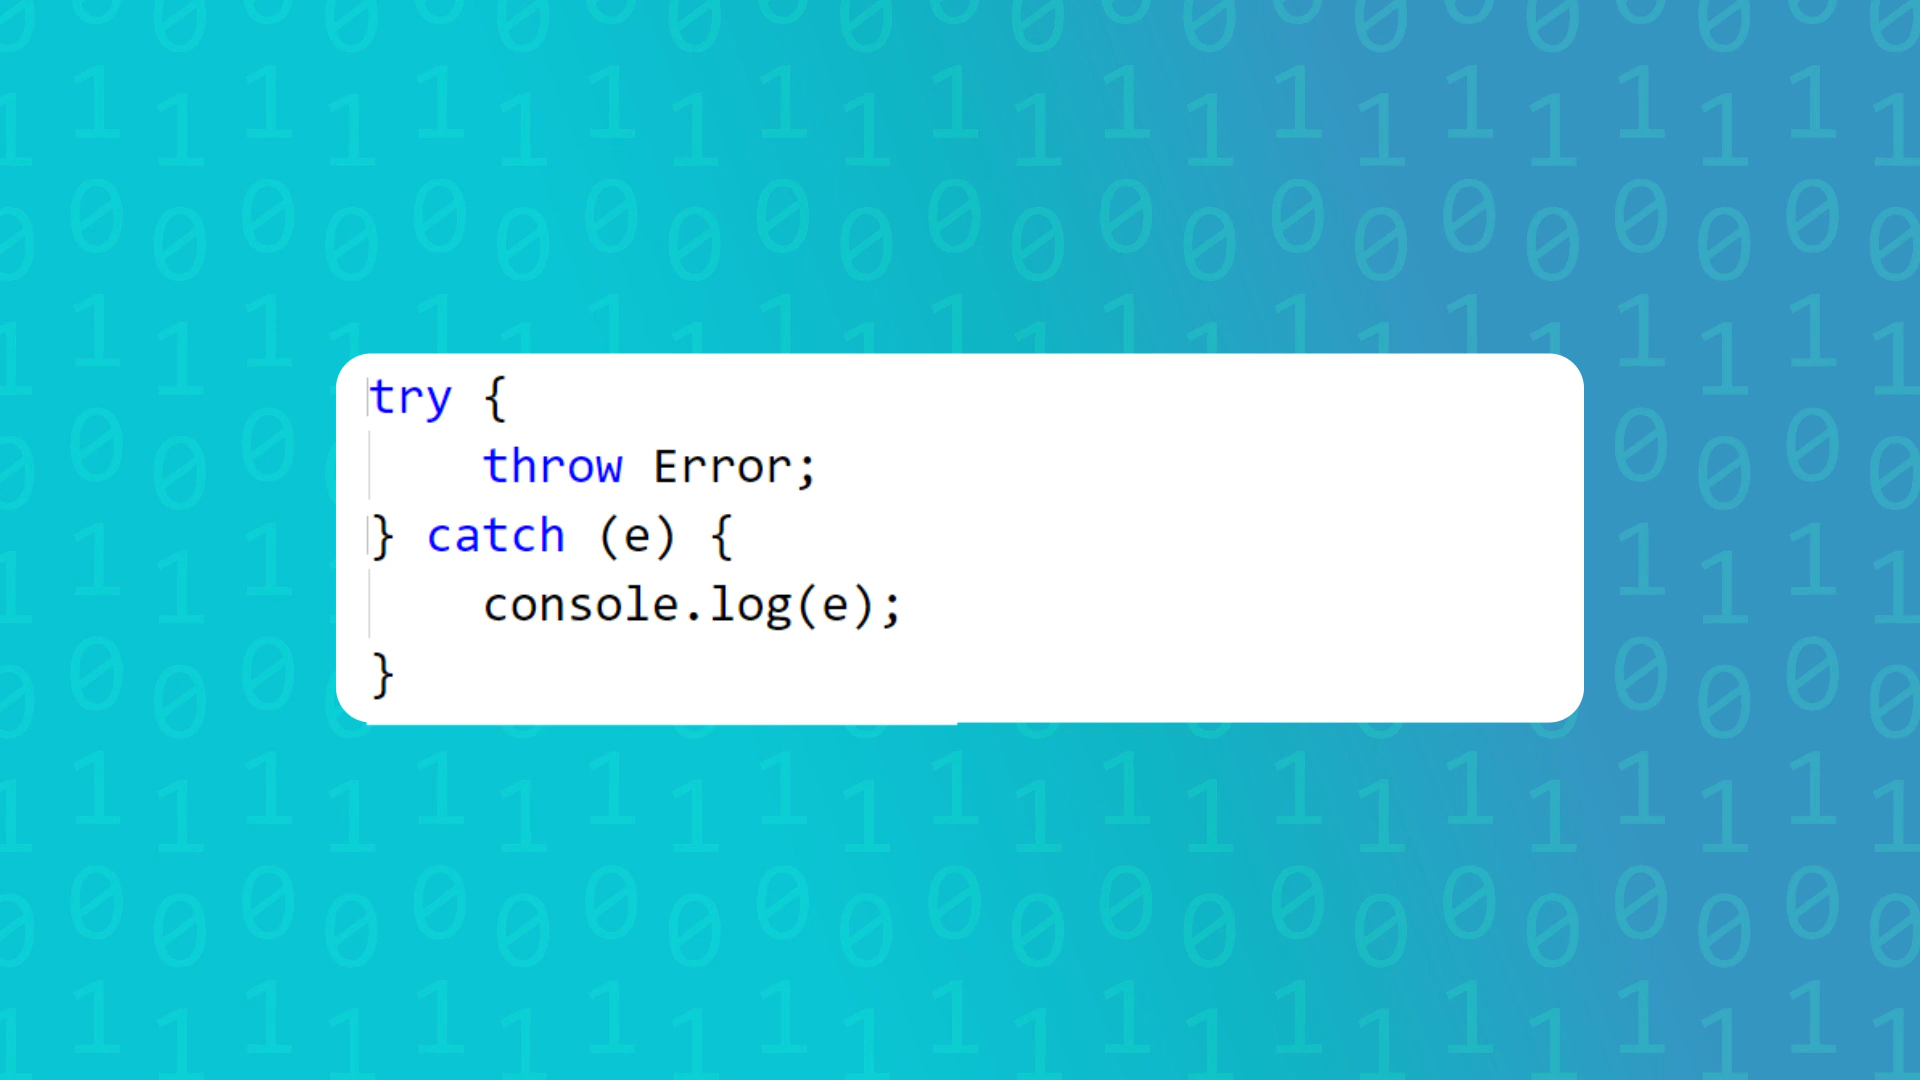 try {
    throw Error;
} catch (e) {
    console.log(e);
}